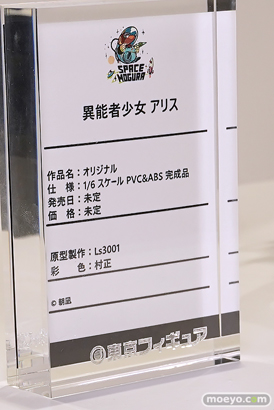 SPACE
MOGURA
異能者少女 アリス
作品名：オリジナル
仕　様：1/6 スケール PVC&ABS 完成品
発売日：未定
価　格：未定
原型製作：Ls3001
彩　　色：村正
© 朝凪
東京フィギュア
moeyo.com